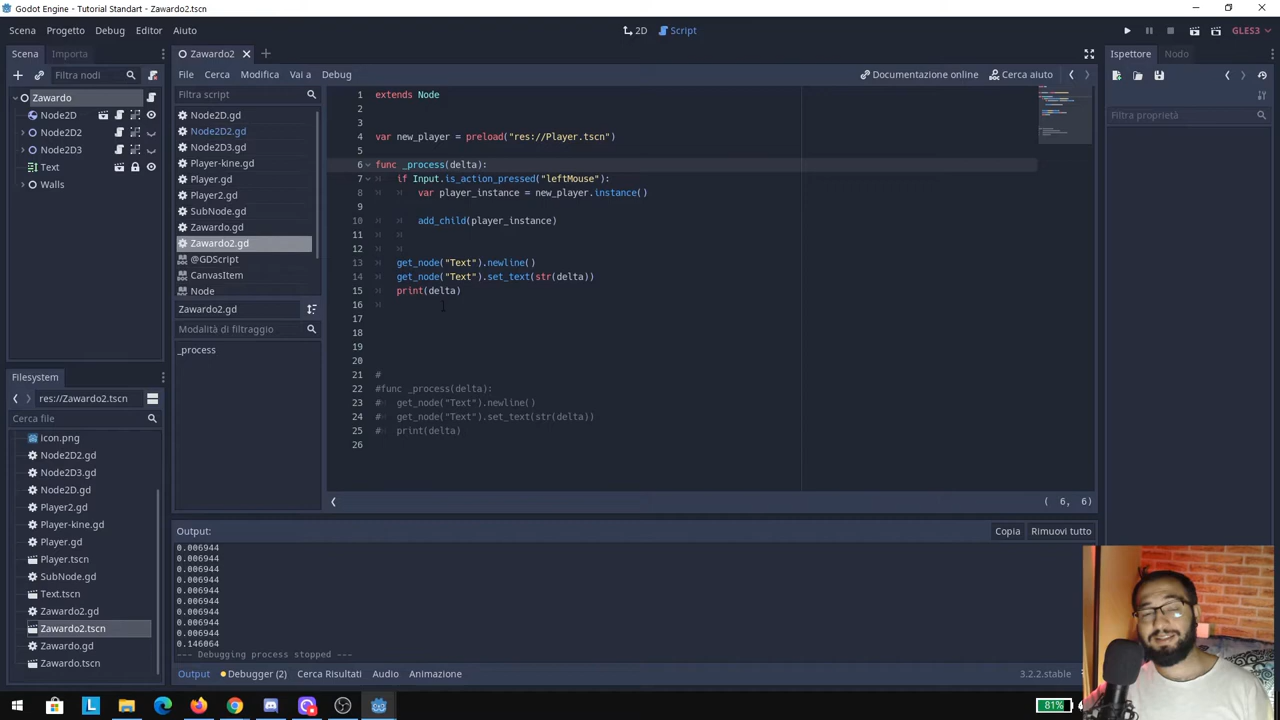 Godot Engine - Tutorial Standart - Zawardo2.tscn
Scena Progetto Debug Editor Aiuto
2D Script
GLES3
Scena Importa
Filtra nodi
Zawardo
Node2D
Node2D2
Node2D3
Text
Walls
Zawardo2
File Cerca Modifica Vai a Debug
Documentazione online Cerca aiuto
Filtra script
Node2D.gd
Node2D2.gd
Node2D3.gd
Player-kine.gd
Player.gd
Player2.gd
SubNode.gd
Zawardo.gd
Zawardo2.gd
@GDScript
CanvasItem
Node
Zawardo2.gd
Modalità di filtraggio
_process
1 extends Node
2
3
4 var new_player = preload("res://Player.tscn")
5
6 func _process(delta):
7 if Input.is_action_pressed("leftMouse"):
8 var player_instance = new_player.instance()
9
10 add_child(player_instance)
11
12
13 get_node("Text").newline()
14 get_node("Text").set_text(str(delta))
15 print(delta)
16
17
18
19
20
21 #
22 #func _process(delta):
23 # get_node("Text").newline()
24 # get_node("Text").set_text(str(delta))
25 # print(delta)
26
( 6, 6)
Ispettore Nodo
Filtra proprietà
Filesystem
res://Zawardo2.tscn
Cerca file
icon.png
Node2D2.gd
Node2D3.gd
Node2D.gd
Player2.gd
Player-kine.gd
Player.gd
Player.tscn
SubNode.gd
Text.tscn
Zawardo2.gd
Zawardo2.tscn
Zawardo.gd
Zawardo.tscn
Output:
Copia Rimuovi tutto
0.006944
0.006944
0.006944
0.006944
0.006944
0.006944
0.006944
0.006944
0.006944
0.146064
--- Debugging process stopped ---
Output Debugger (2) Cerca Risultati Audio Animazione
3.2.2.stable
81%